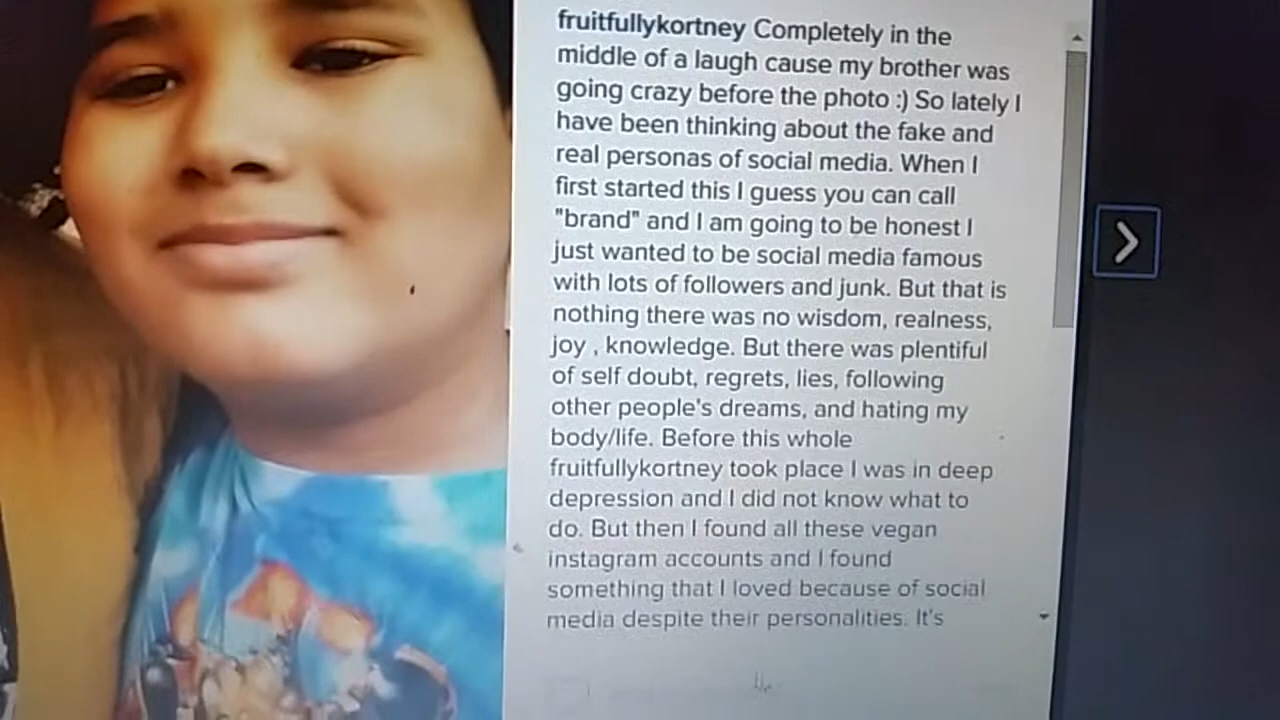 fruitfullykortney Completely in the
middle of a laugh cause my brother was
going crazy before the photo :) So lately I
have been thinking about the fake and
real personas of social media. When I
first started this I guess you can call
"brand" and I am going to be honest I
just wanted to be social media famous
with lots of followers and junk. But that is
nothing there was no wisdom, realness,
joy , knowledge. But there was plentiful
of self doubt, regrets, lies, following
other people's dreams, and hating my
body/life. Before this whole
fruitfullykortney took place I was in deep
depression and I did not know what to
do. But then I found all these vegan
instagram accounts and I found
something that I loved because of social
media despite their personalities. It's